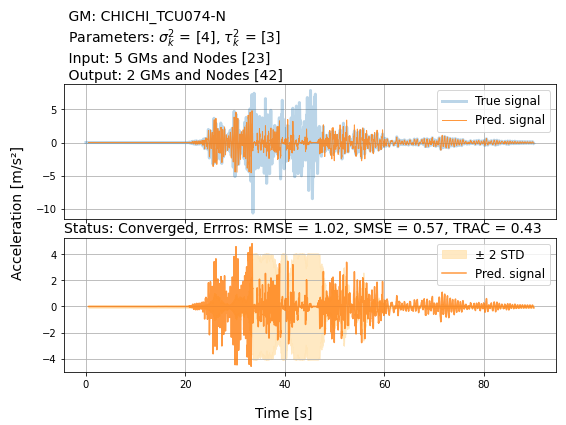 GM: CHICHI_TCU074-N
Parameters: σ²ₖ = [4], τ²ₖ = [3]
Input: 5 GMs and Nodes [23]
Output: 2 GMs and Nodes [42]
True signal
Pred. signal
5
0
−5
−10
Status: Converged, Errros: RMSE = 1.02, SMSE = 0.57, TRAC = 0.43
± 2 STD
Pred. signal
4
2
0
−2
−4
0 20 40 60 80
Acceleration [m/s²]
Time [s]